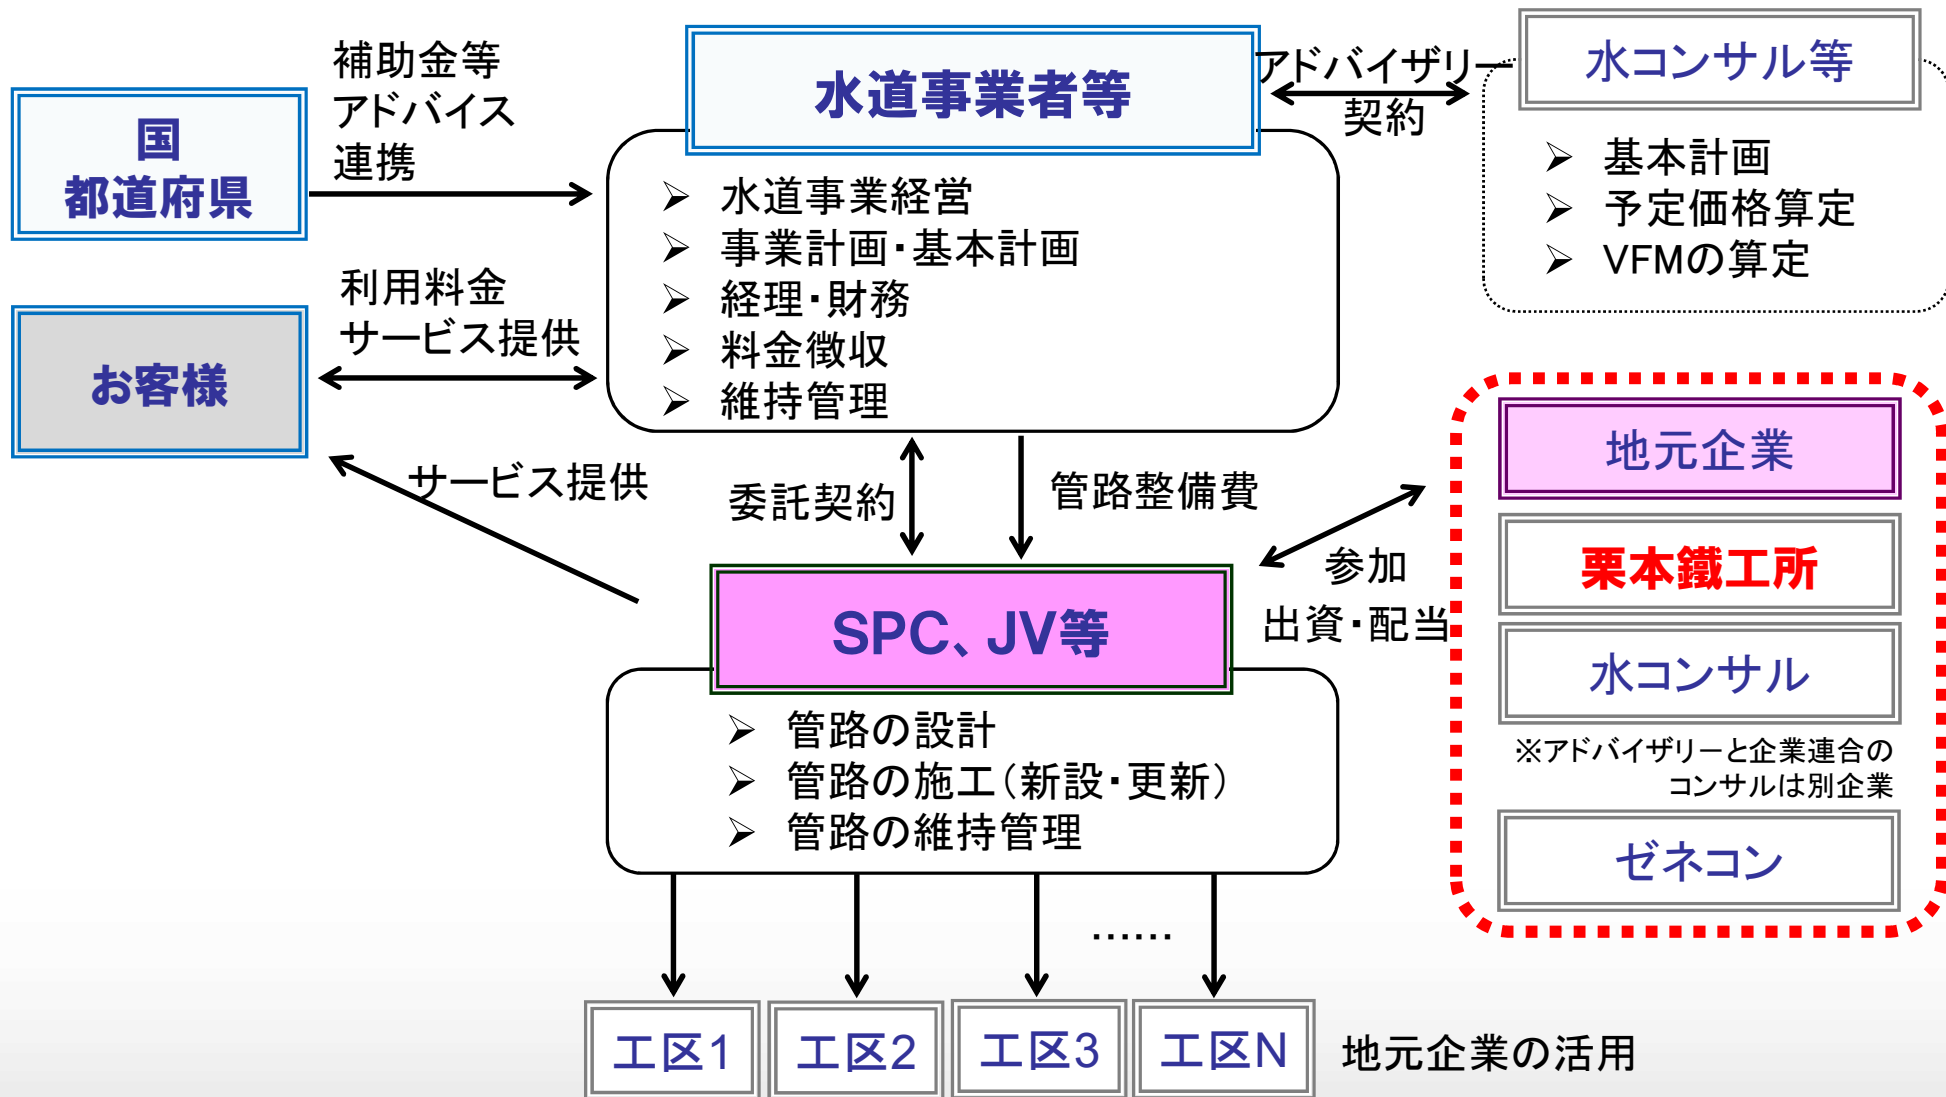 補助金等
アドバイス
連携
国
都道府県
水道事業者等
アドバイザリー
契約
水コンサル等
➢ 基本計画
➢ 予定価格算定
➢ VFMの算定
➢ 水道事業経営
➢ 事業計画・基本計画
➢ 経理・財務
➢ 料金徴収
➢ 維持管理
利用料金
サービス提供
お客様
サービス提供
委託契約
管路整備費
参加
出資・配当
地元企業
栗本鐵工所
水コンサル
※アドバイザリーと企業連合の
コンサルは別企業
ゼネコン
SPC、JV等
➢ 管路の設計
➢ 管路の施工（新設・更新）
➢ 管路の維持管理
……
工区1
工区2
工区3
工区N
地元企業の活用